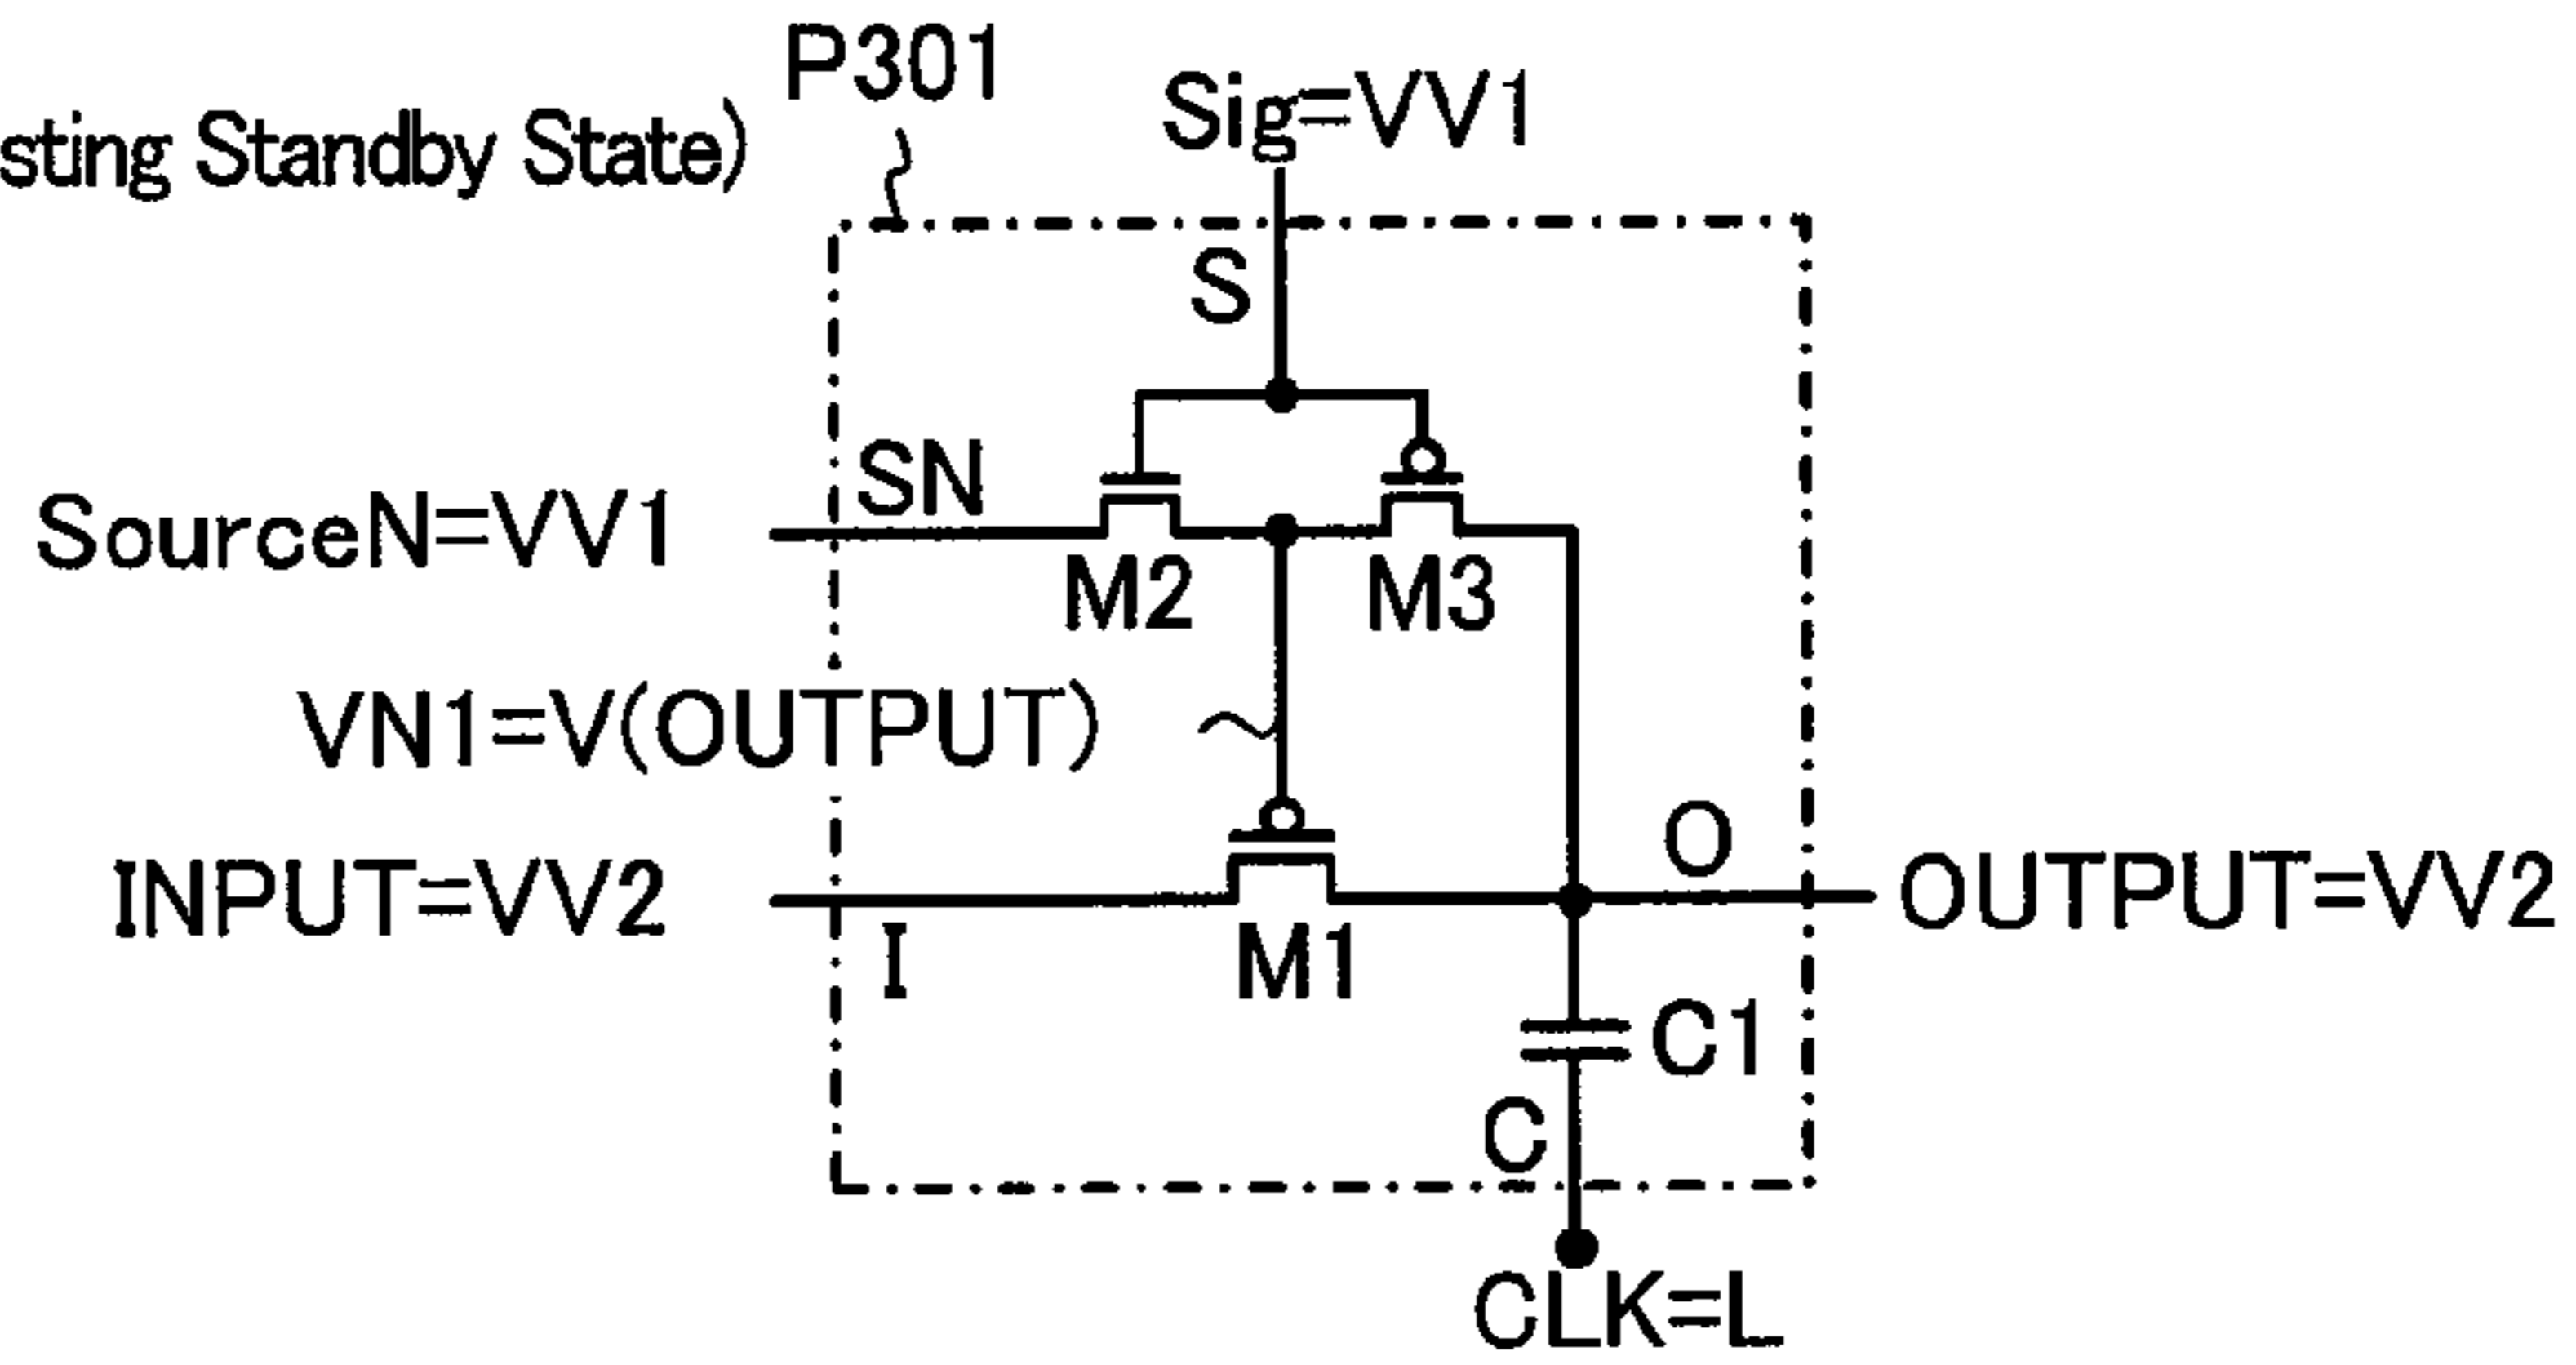 P301
Sig=VV1
sting Standby State)
S
SN
SourceN=VV1
M2
M3
VN1=V(OUTPUT)
O
INPUT=VV2
OUTPUT=VV2
I
M1
C1
C
CLK=L